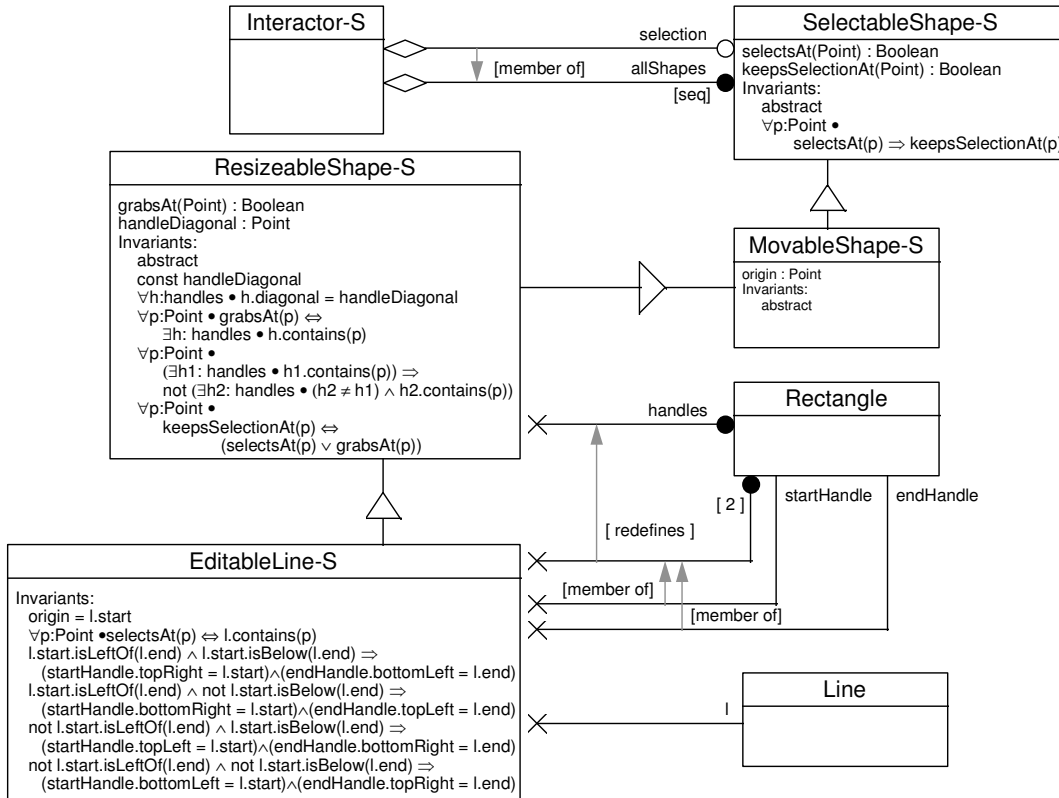 Interactor-S
selection
[member of]
allShapes
[seq]
SelectableShape-S
selectsAt(Point) : Boolean
keepsSelectionAt(Point) : Boolean
Invariants:
abstract
∀p:Point •
selectsAt(p) ⇒ keepsSelectionAt(p)
ResizeableShape-S
grabsAt(Point) : Boolean
handleDiagonal : Point
Invariants:
abstract
const handleDiagonal
∀h:handles • h.diagonal = handleDiagonal
∀p:Point • grabsAt(p) ⇔
∃h: handles • h.contains(p)
∀p:Point •
(∃h1: handles • h1.contains(p)) ⇒
not (∃h2: handles • (h2 ≠ h1) ∧ h2.contains(p))
∀p:Point •
keepsSelectionAt(p) ⇔
(selectsAt(p) ∨ grabsAt(p))
MovableShape-S
origin : Point
Invariants:
abstract
handles
Rectangle
[ 2 ]
startHandle
endHandle
[ redefines ]
[member of]
[member of]
EditableLine-S
Invariants:
origin = l.start
∀p:Point •selectsAt(p) ⇔ l.contains(p)
l.start.isLeftOf(l.end) ∧ l.start.isBelow(l.end) ⇒
(startHandle.topRight = l.start)∧(endHandle.bottomLeft = l.end)
l.start.isLeftOf(l.end) ∧ not l.start.isBelow(l.end) ⇒
(startHandle.bottomRight = l.start)∧(endHandle.topLeft = l.end)
not l.start.isLeftOf(l.end) ∧ l.start.isBelow(l.end) ⇒
(startHandle.topLeft = l.start)∧(endHandle.bottomRight = l.end)
not l.start.isLeftOf(l.end) ∧ not l.start.isBelow(l.end) ⇒
(startHandle.bottomLeft = l.start)∧(endHandle.topRight = l.end)
l
Line